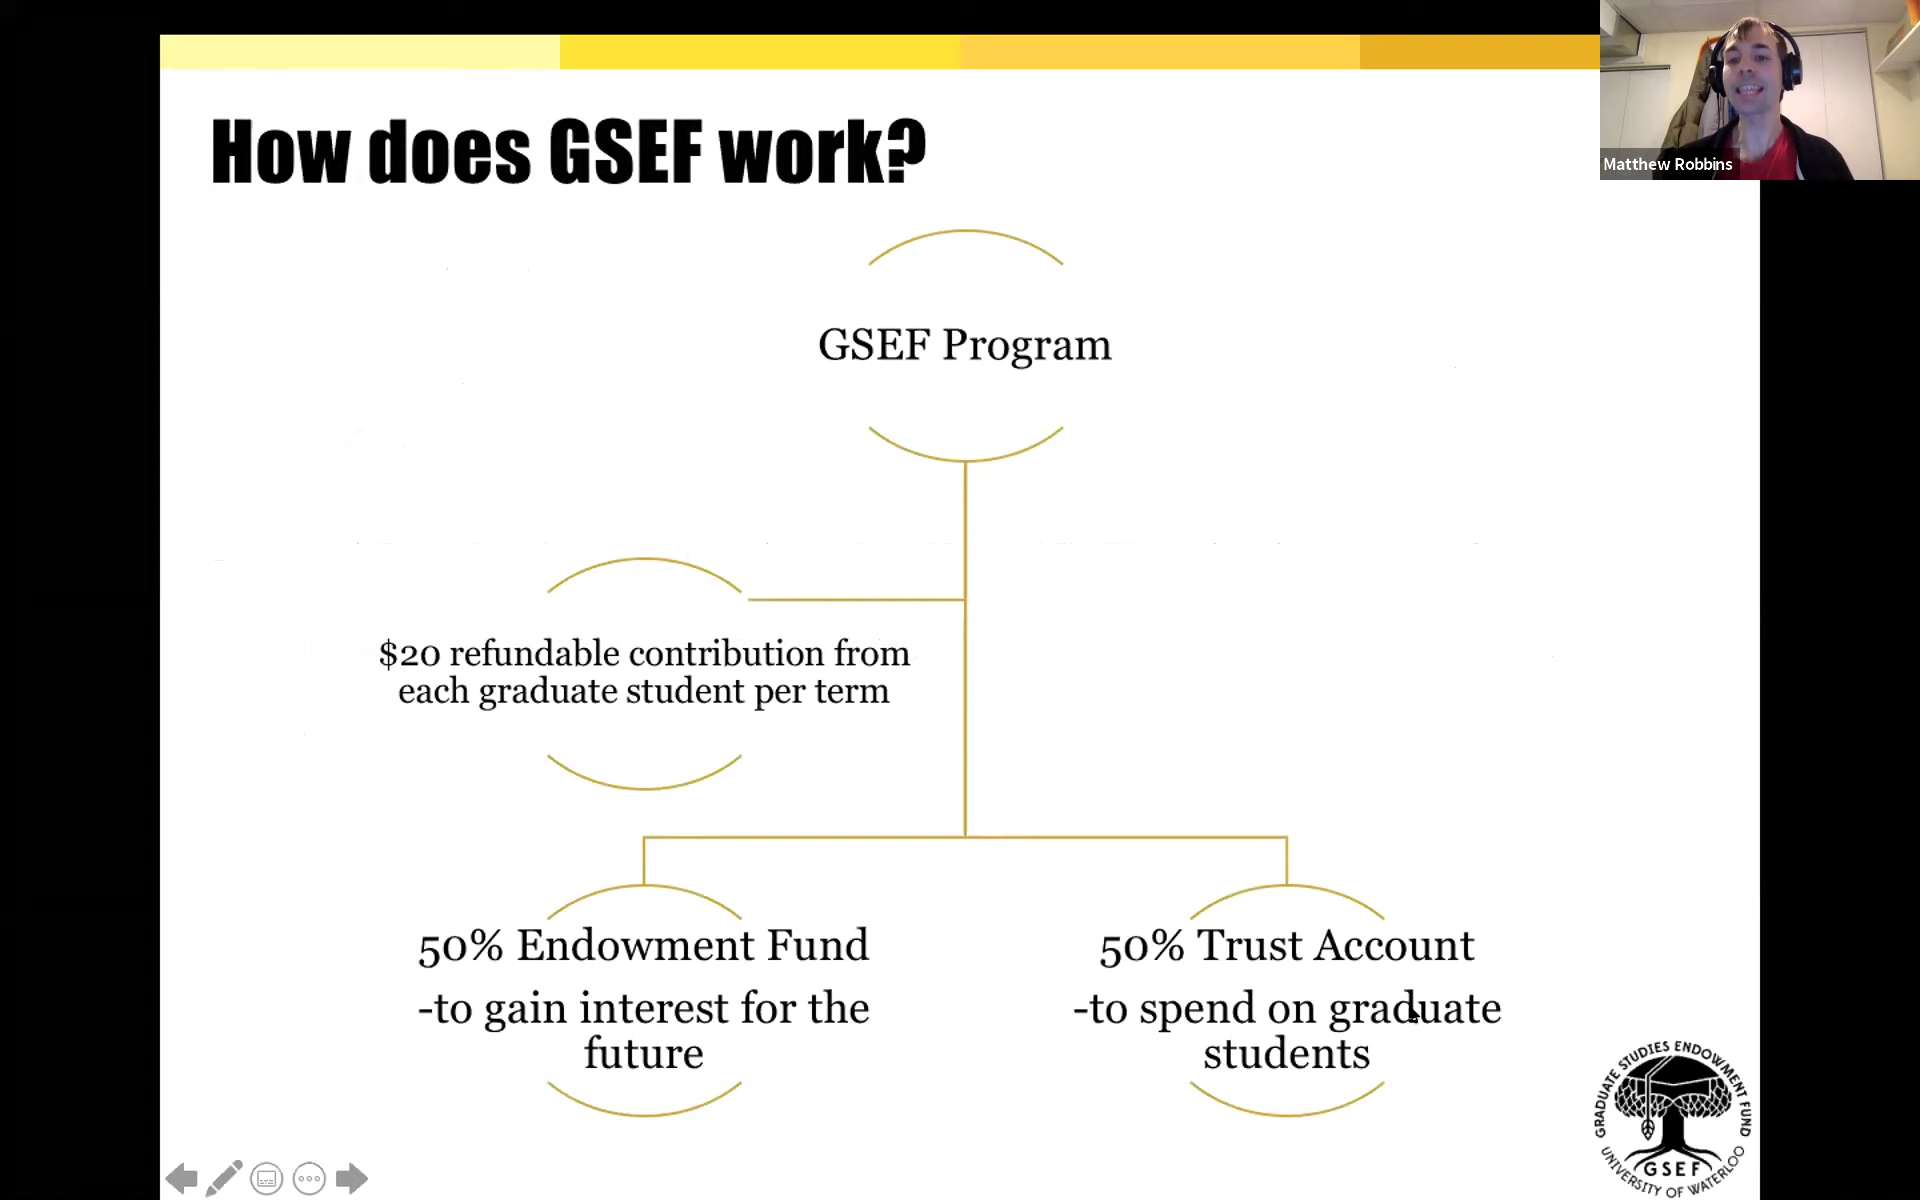 How does GSEF work?
Matthew Robbins
GSEF Program
$20 refundable contribution from
each graduate student per term
50% Endowment Fund
-to gain interest for the
future
50% Trust Account
-to spend on graduate
students
GRADUATE STUDIES ENDOWMENT FUND
GSEF
UNIVERSITY OF WATERLOO